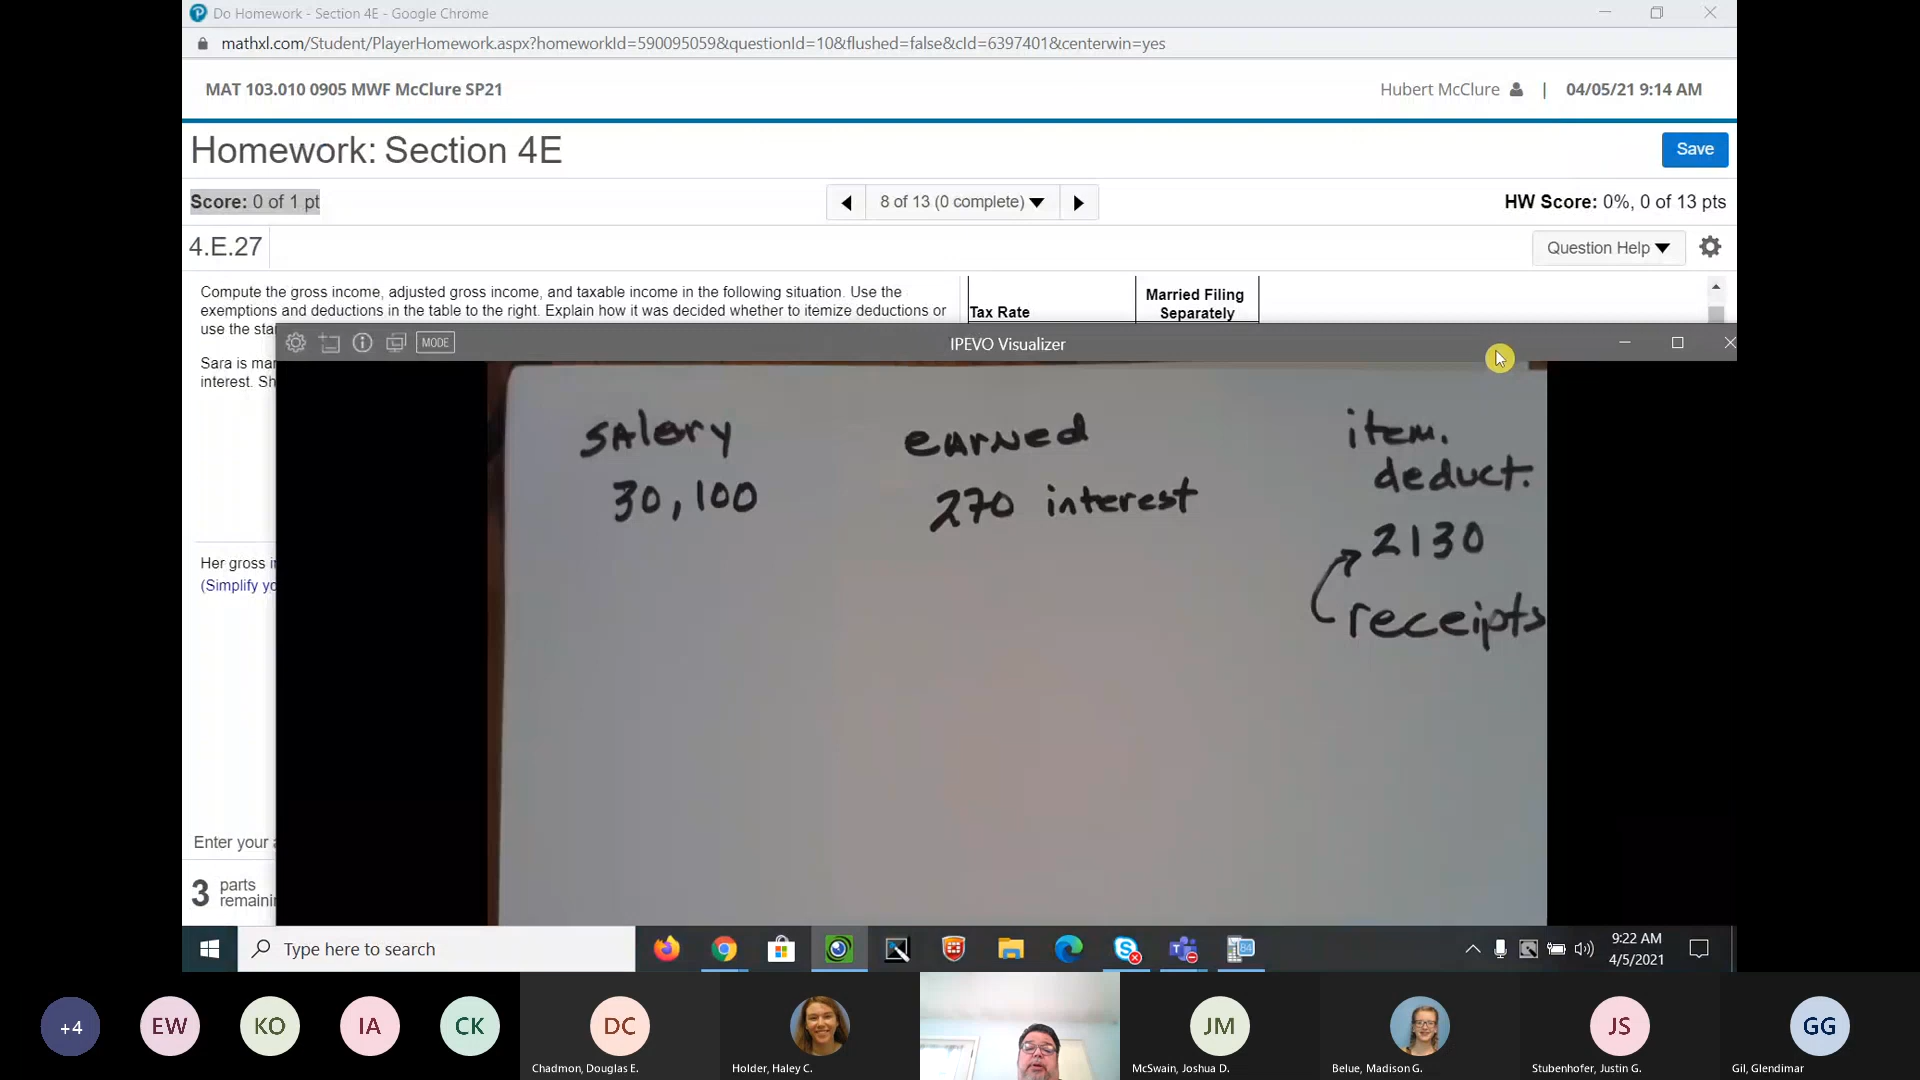 Do Homework - Section 4E - Google Chrome
mathxl.com/Student/PlayerHomework.aspx?homeworkId=590095059&questionId=10&flushed=false&cId=6397401&centerwin=yes
MAT 103.010 0905 MWF McClure SP21
Hubert McClure | 04/05/21 9:14 AM
Homework: Section 4E
Save
Score: 0 of 1 pt
8 of 13 (0 complete)
HW Score: 0%, 0 of 13 pts
4.E.27
Question Help
Compute the gross income, adjusted gross income, and taxable income in the following situation. Use the
exemptions and deductions in the table to the right. Explain how it was decided whether to itemize deductions or
use the sta
Sara is mar
interest. Sh
Tax Rate
Married Filing
Separately
MODE
IPEVO Visualizer
salary
30,100
earned
270 interest
item.
deduct.
2130
receipts
Her gross i
(Simplify yo
Enter your a
3 parts
remainin
Type here to search
84
9:22 AM
4/5/2021
+4
EW
KO
IA
CK
DC
Chadmon, Douglas E.
Holder, Haley C.
JM
McSwain, Joshua D.
Belue, Madison G.
JS
Stubenhofer, Justin G.
GG
Gil, Glendimar